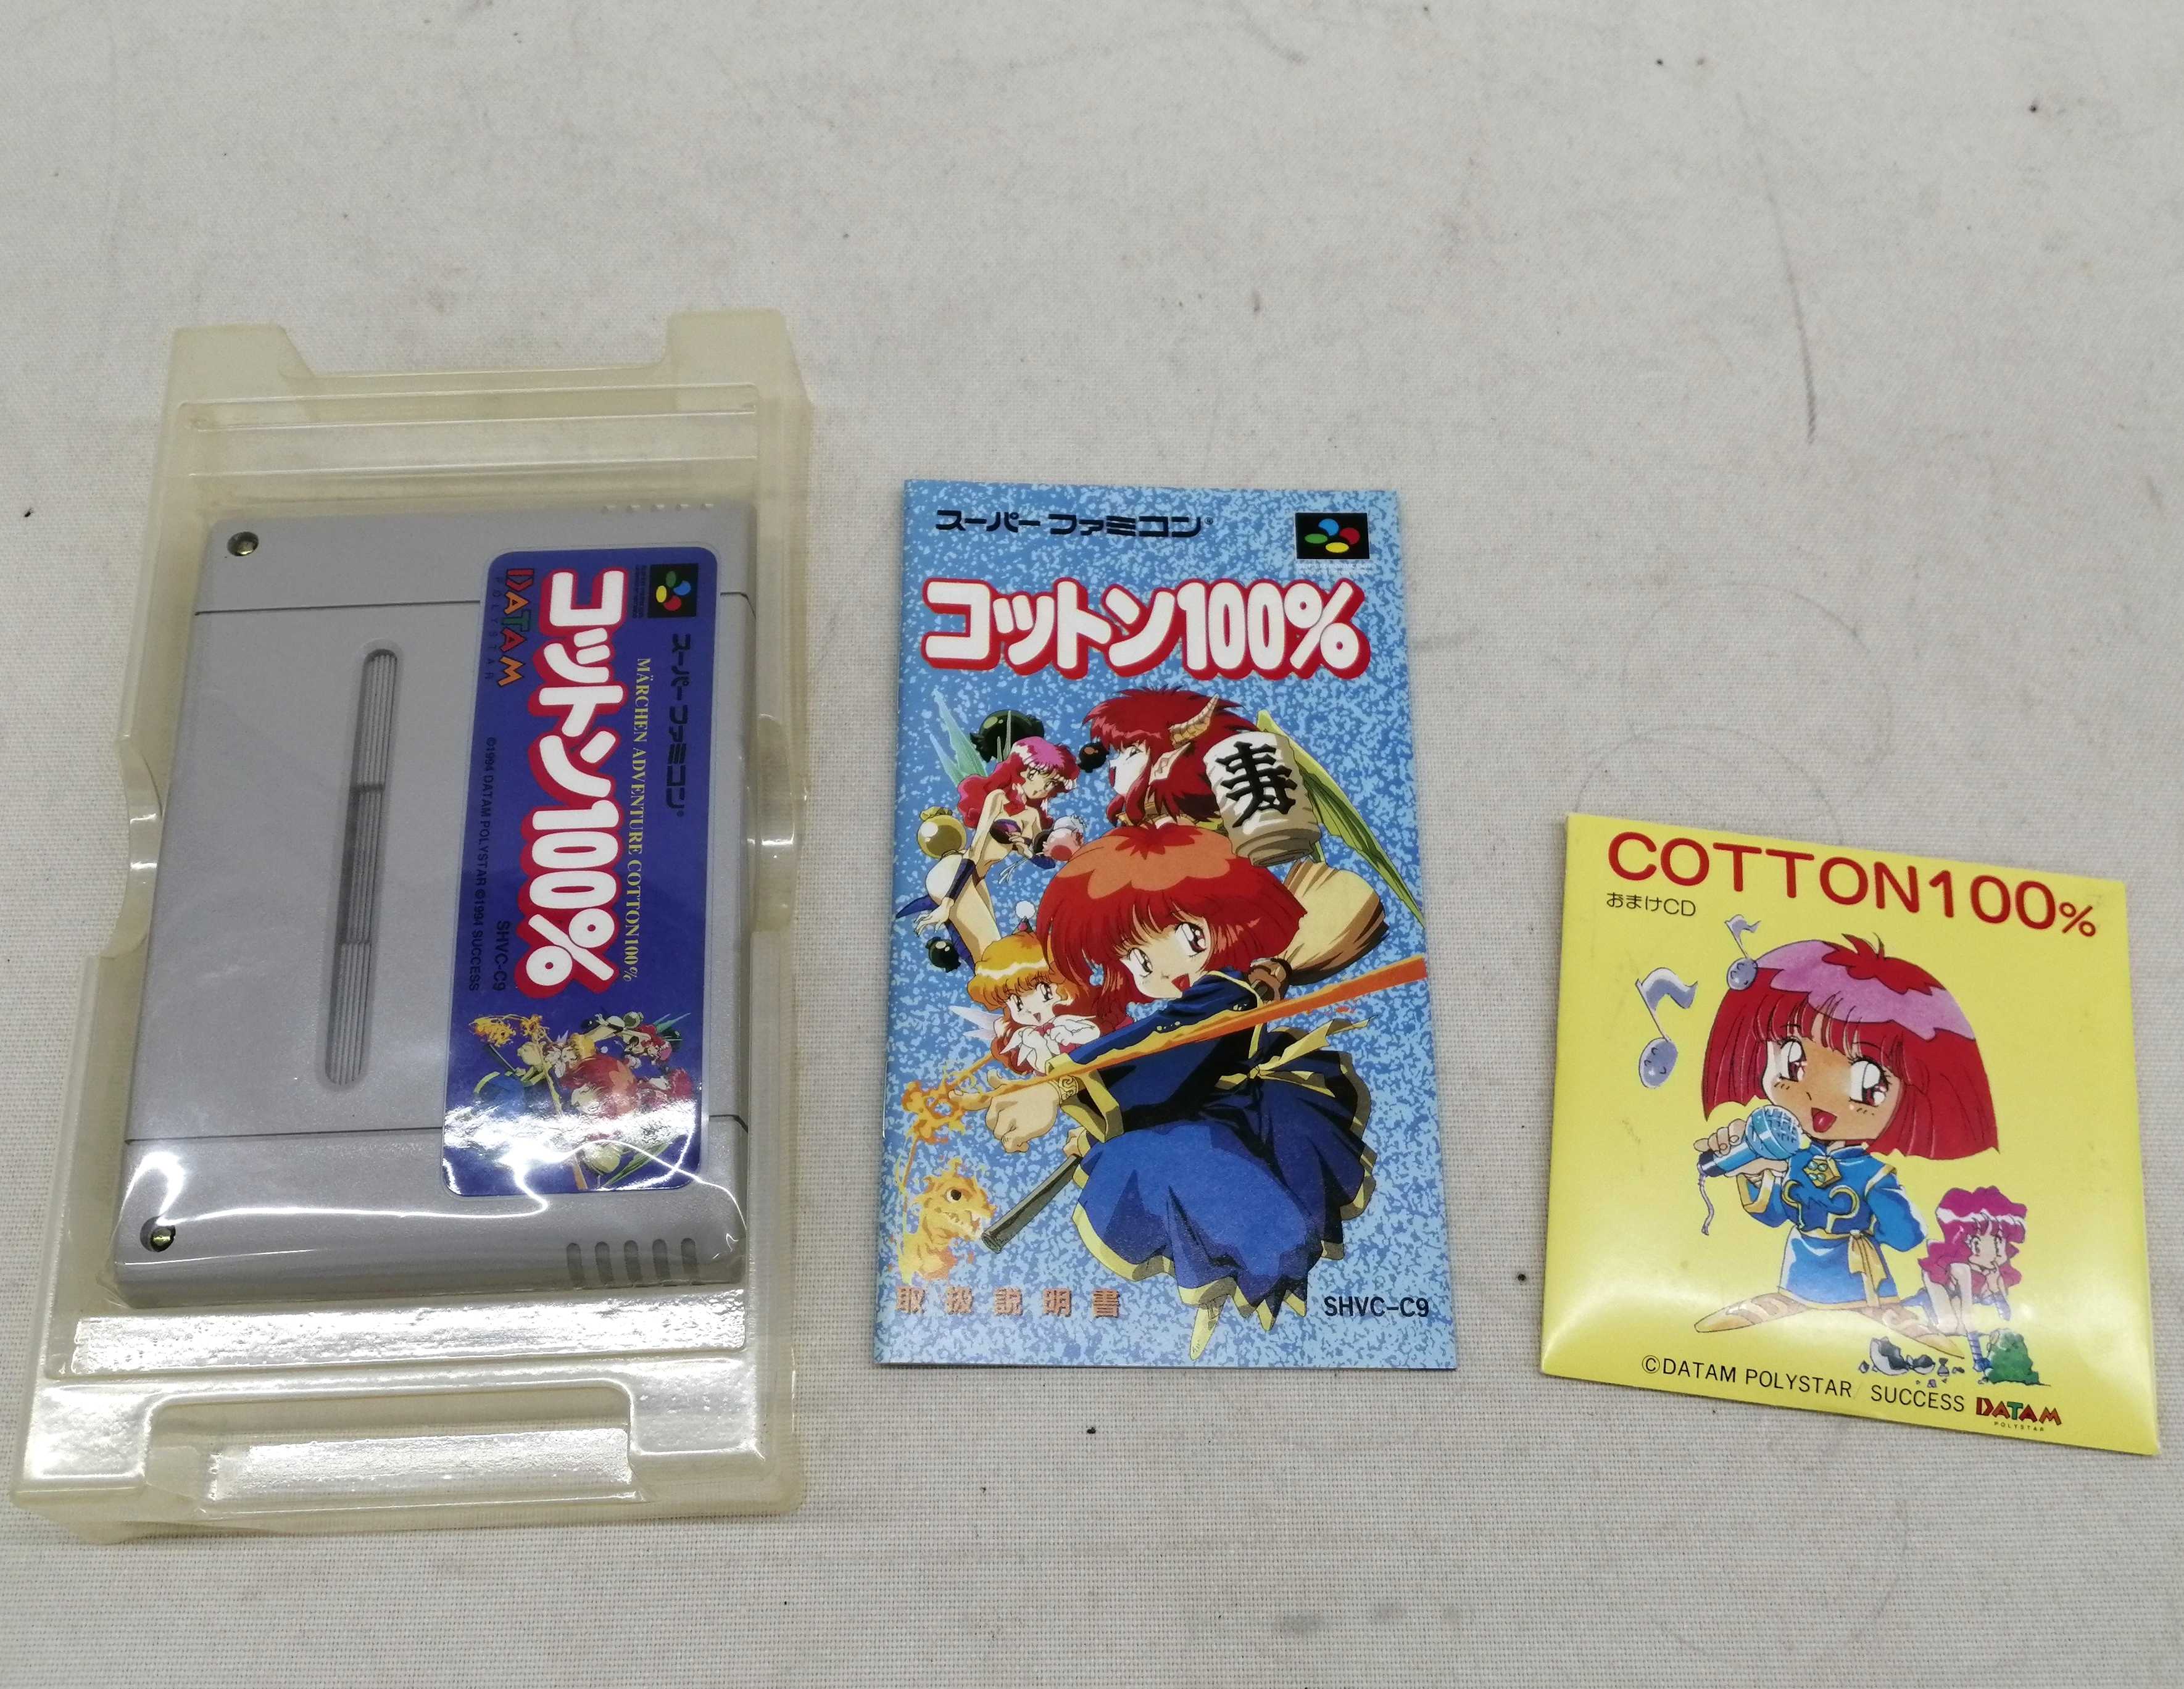 スーパーファミコン
MÄRCHEN ADVENTURE COTTON100%
コットン100%
DATAM
POLYSTAR
SHVC-C9
©1994 DATAM POLYSTAR ©1994 SUCCESS
スーパーファミコン®
コットン100%
寿
取扱説明書
SHVC-C9
COTTON100%
おまけCD
©DATAM POLYSTAR SUCCESS DATAM
POLYSTAR